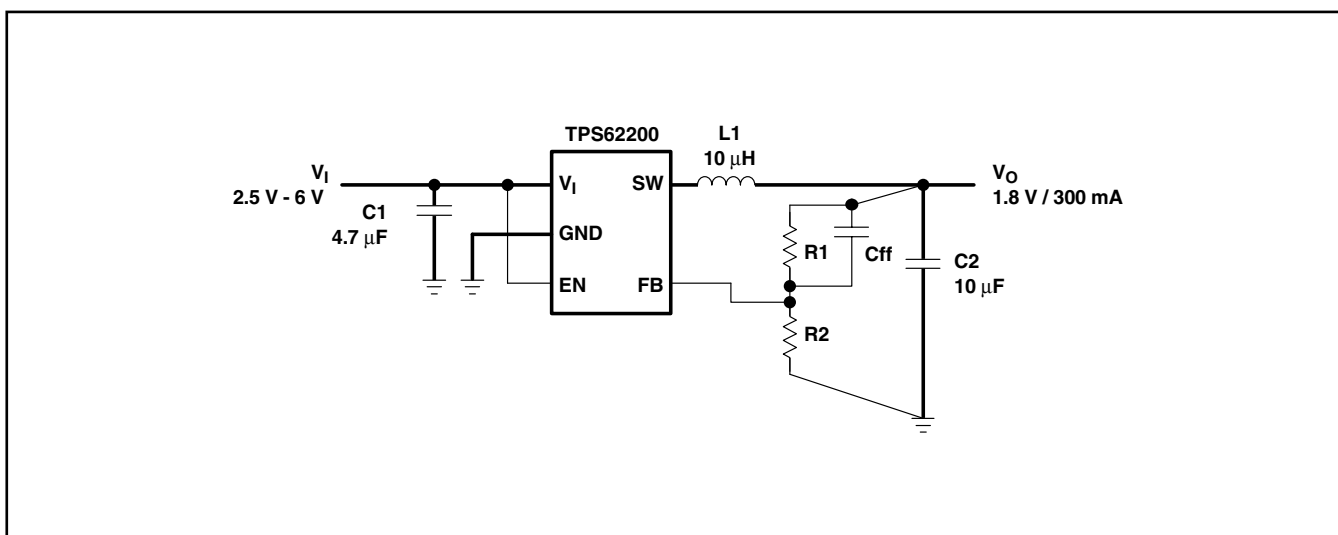 TPS62200
L1
10 μH
V_I
2.5 V - 6 V
C1
4.7 μF
V_I
SW
GND
EN
FB
R1
Cff
R2
V_O
1.8 V / 300 mA
C2
10 μF